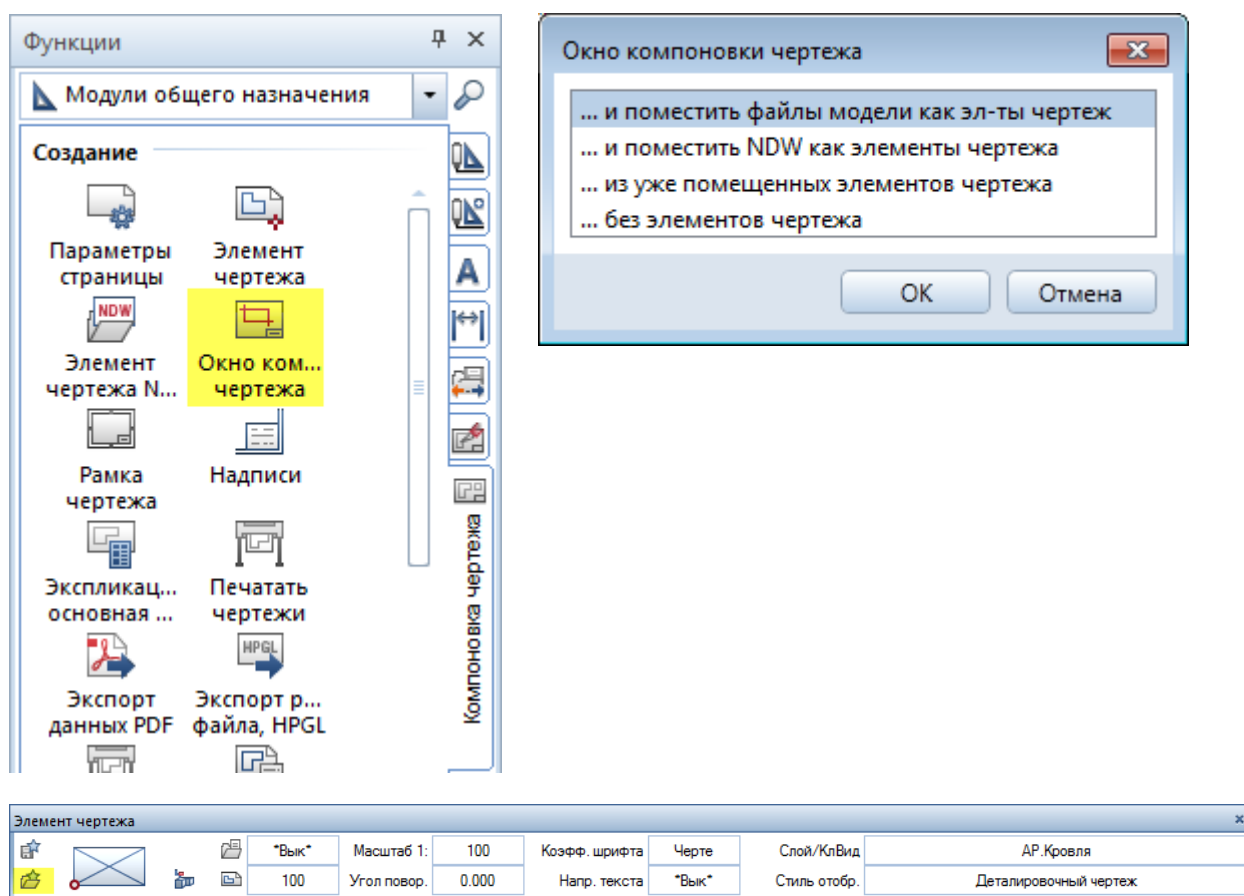 Функции
Модули общего назначения
Создание
Параметры
страницы
Элемент
чертежа
NDW
Элемент
чертежа N...
Окно ком...
чертежа
Рамка
чертежа
Надписи
Экспликац...
основная ...
Печатать
чертежи
HPGL
Экспорт
данных PDF
Экспорт р...
файла, HPGL
A
Компоновка чертежа
Окно компоновки чертежа
... и поместить файлы модели как эл-ты чертеж
... и поместить NDW как элементы чертежа
... из уже помещенных элементов чертежа
... без элементов чертежа
ОК
Отмена
Элемент чертежа
*Вык*
Масштаб 1:
100
Коэфф. шрифта
Черте
Слой/КлВид
АР.Кровля
100
Угол повор.
0.000
Напр. текста
*Вык*
Стиль отобр.
Деталировочный чертеж